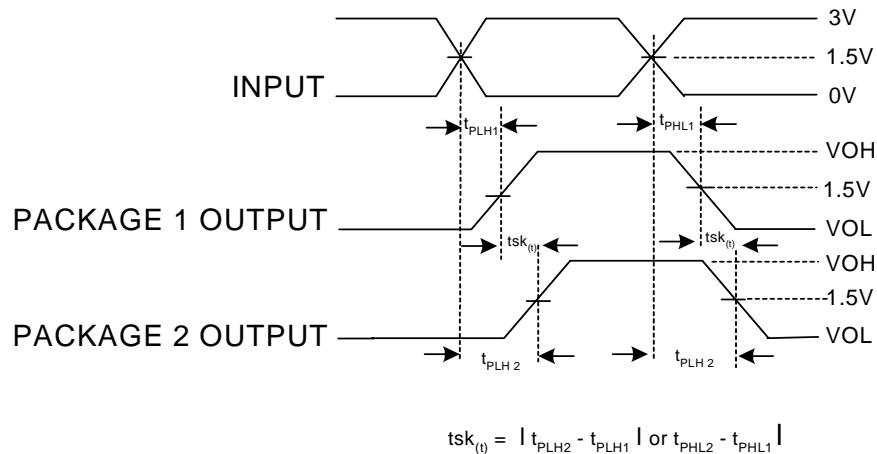 3V
1.5V
INPUT
0V
tPLH1
tPHL1
VOH
1.5V
PACKAGE 1 OUTPUT
VOL
tsk(t)
tsk(t)
VOH
1.5V
PACKAGE 2 OUTPUT
VOL
tPLH 2
tPLH 2
tsk(t) = | tPLH2 - tPLH1 | or tPHL2 - tPHL1 |